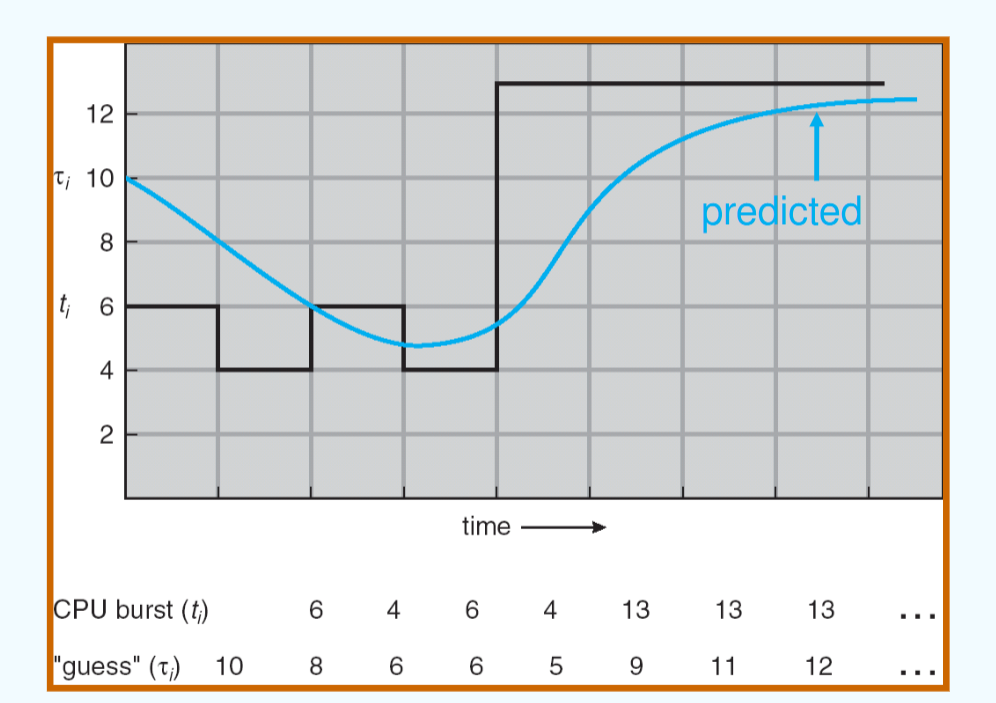 12
τi 10
predicted
8
ti 6
4
2
time
CPU burst (ti) 6 4 6 4 13 13 13 ...
"guess" (τi) 10 8 6 6 5 9 11 12 ...